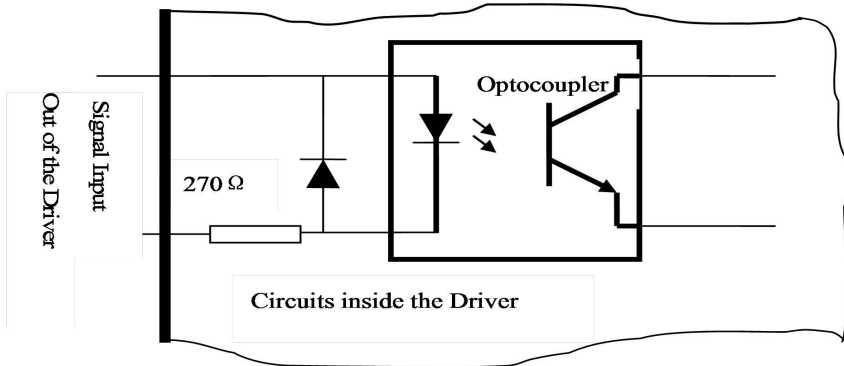 Signal Input
Out of the Driver
270 Ω
Optocoupler
Circuits inside the Driver